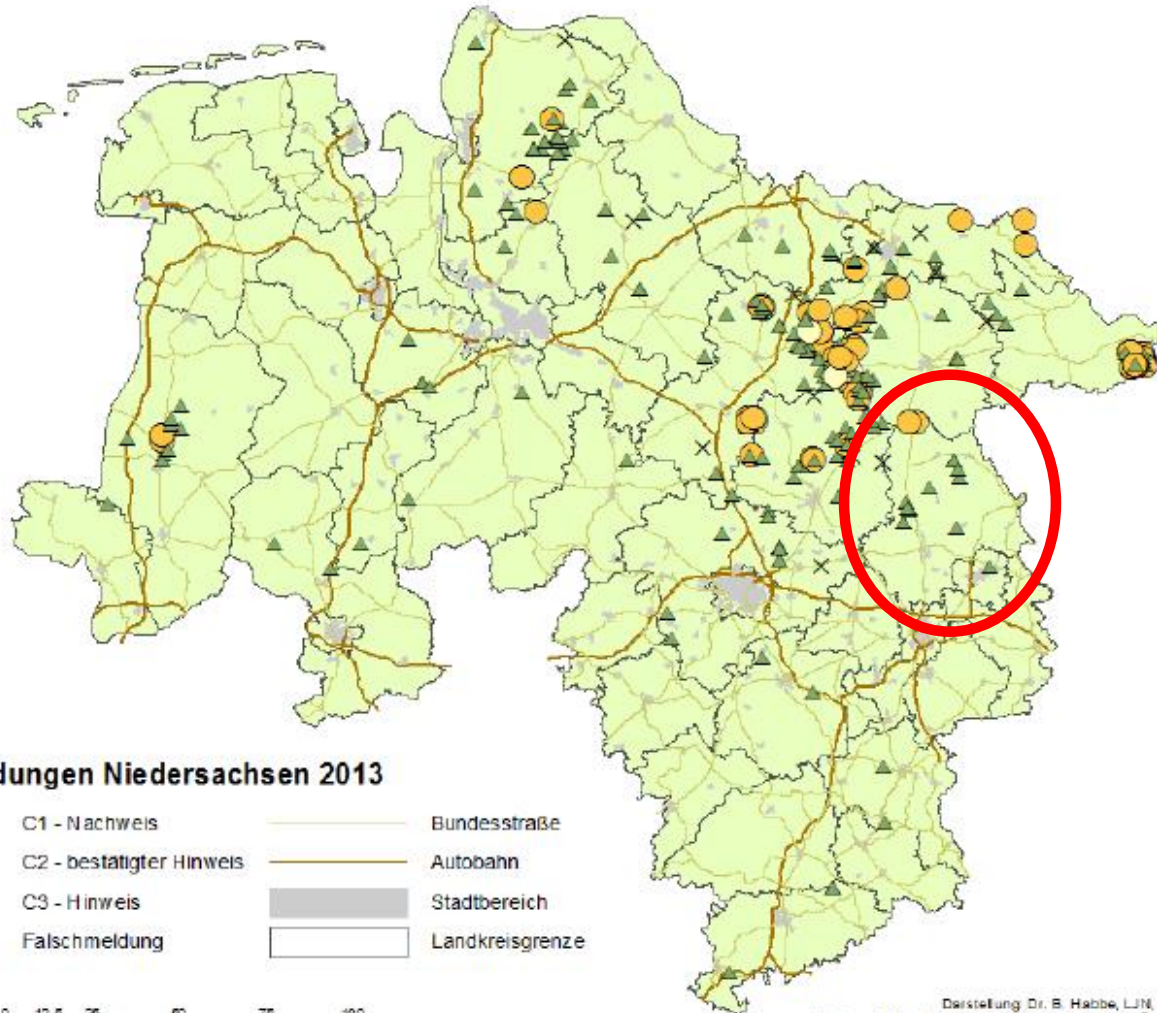 dungen Niedersachsen 2013
C1 - Nachweis
Bundesstraße
C2 - bestätigter Hinweis
Autobahn
C3 - Hinweis
Stadtbereich
Falschmeldung
Landkreisgrenze
Darstellung Dr. B. Habbe, LJN,